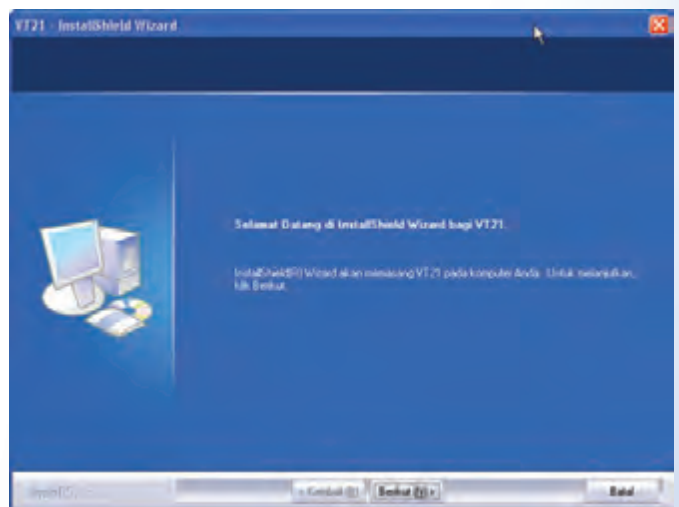 VT21 - InstallShield Wizard
Selamat Datang di InstallShield Wizard bagi VT21.
InstallShield(R) Wizard akan memasang VT21 pada komputer Anda. Untuk melanjutkan,
klik Berikut.
InstallS
< Kembali
Berikut >
Batal